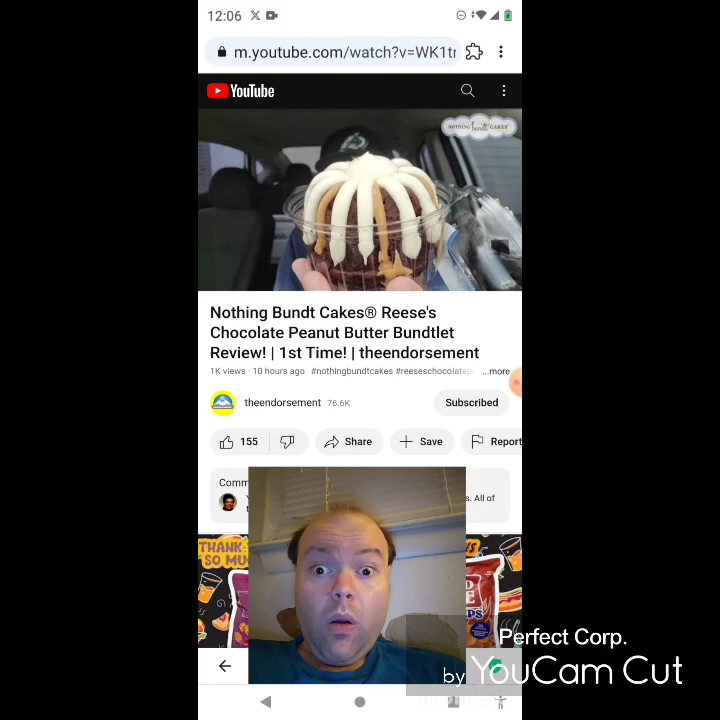 12:06
m.youtube.com/watch?v=WK1tr
YouTube
NOTHING bundt CAKES
Nothing Bundt Cakes® Reese's
Chocolate Peanut Butter Bundtlet
Review! | 1st Time! | theendorsement
1K views · 10 hours ago #nothingbundtcakes #reeseschocolatep ...more
theendorsement 76.6K Subscribed
155 Share Save Report
Comm
s. All of
THANK
SO MU
Perfect Corp.
by YouCam Cut